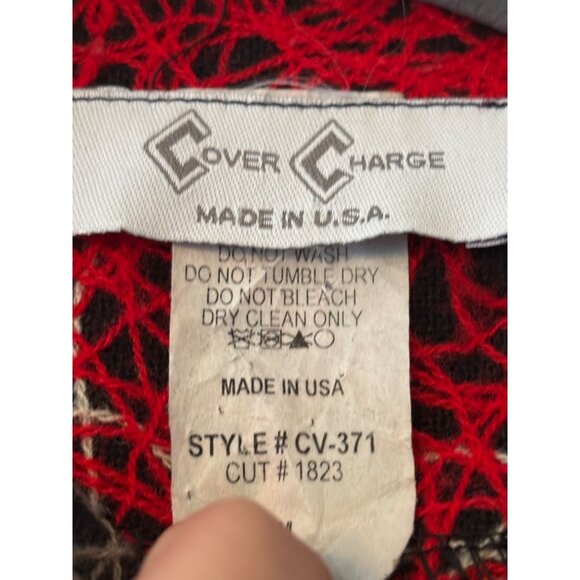 COVER CHARGE
MADE IN U.S.A.
DO NOT WASH
DO NOT TUMBLE DRY
DO NOT BLEACH
DRY CLEAN ONLY
MADE IN USA
STYLE # CV-371
CUT # 1823